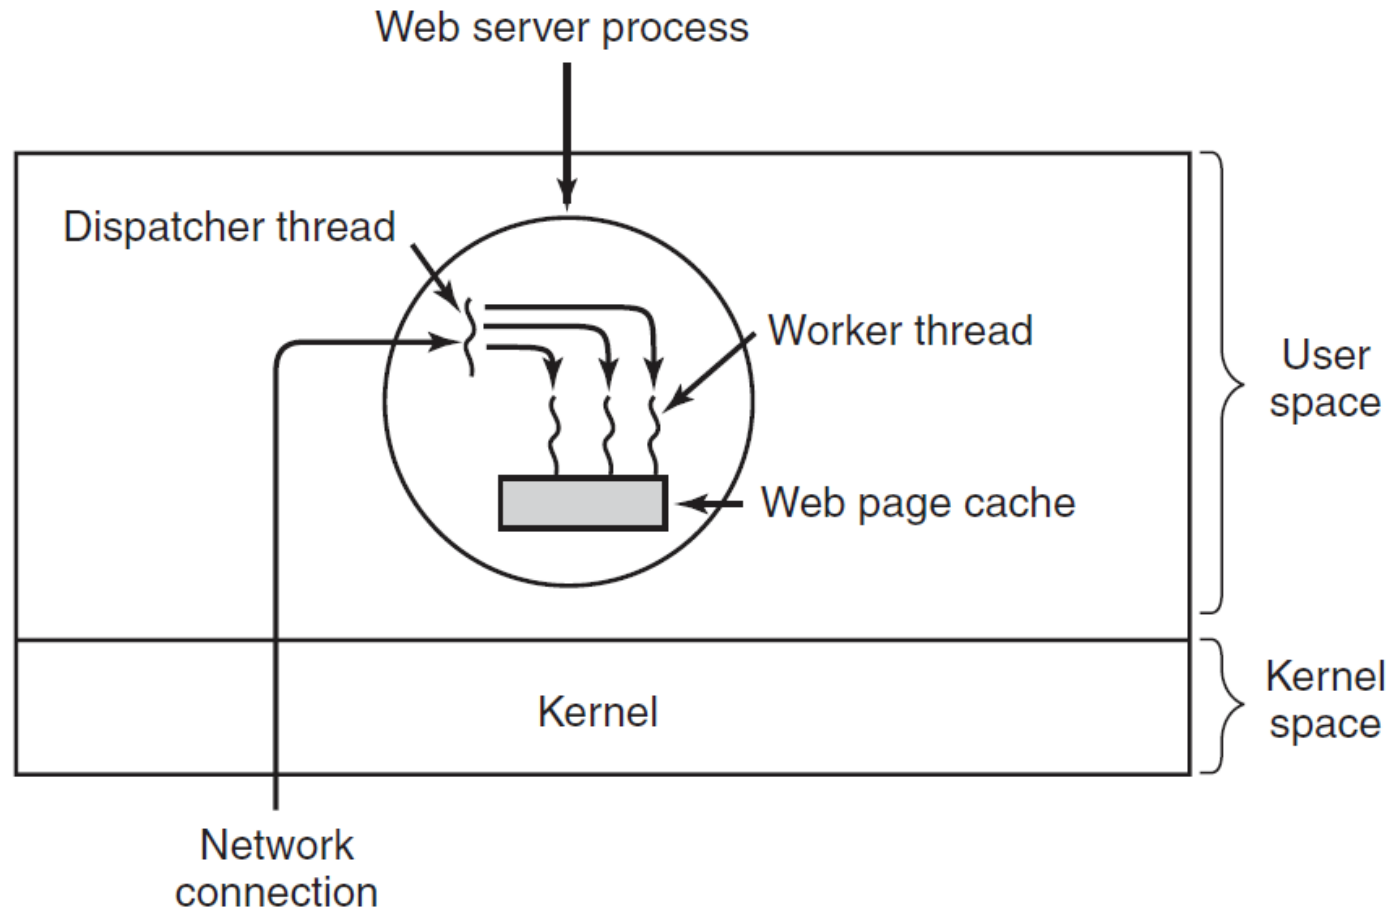 Web server process
Dispatcher thread
Worker thread
User
space
Web page cache
Kernel
Kernel
space
Network
connection